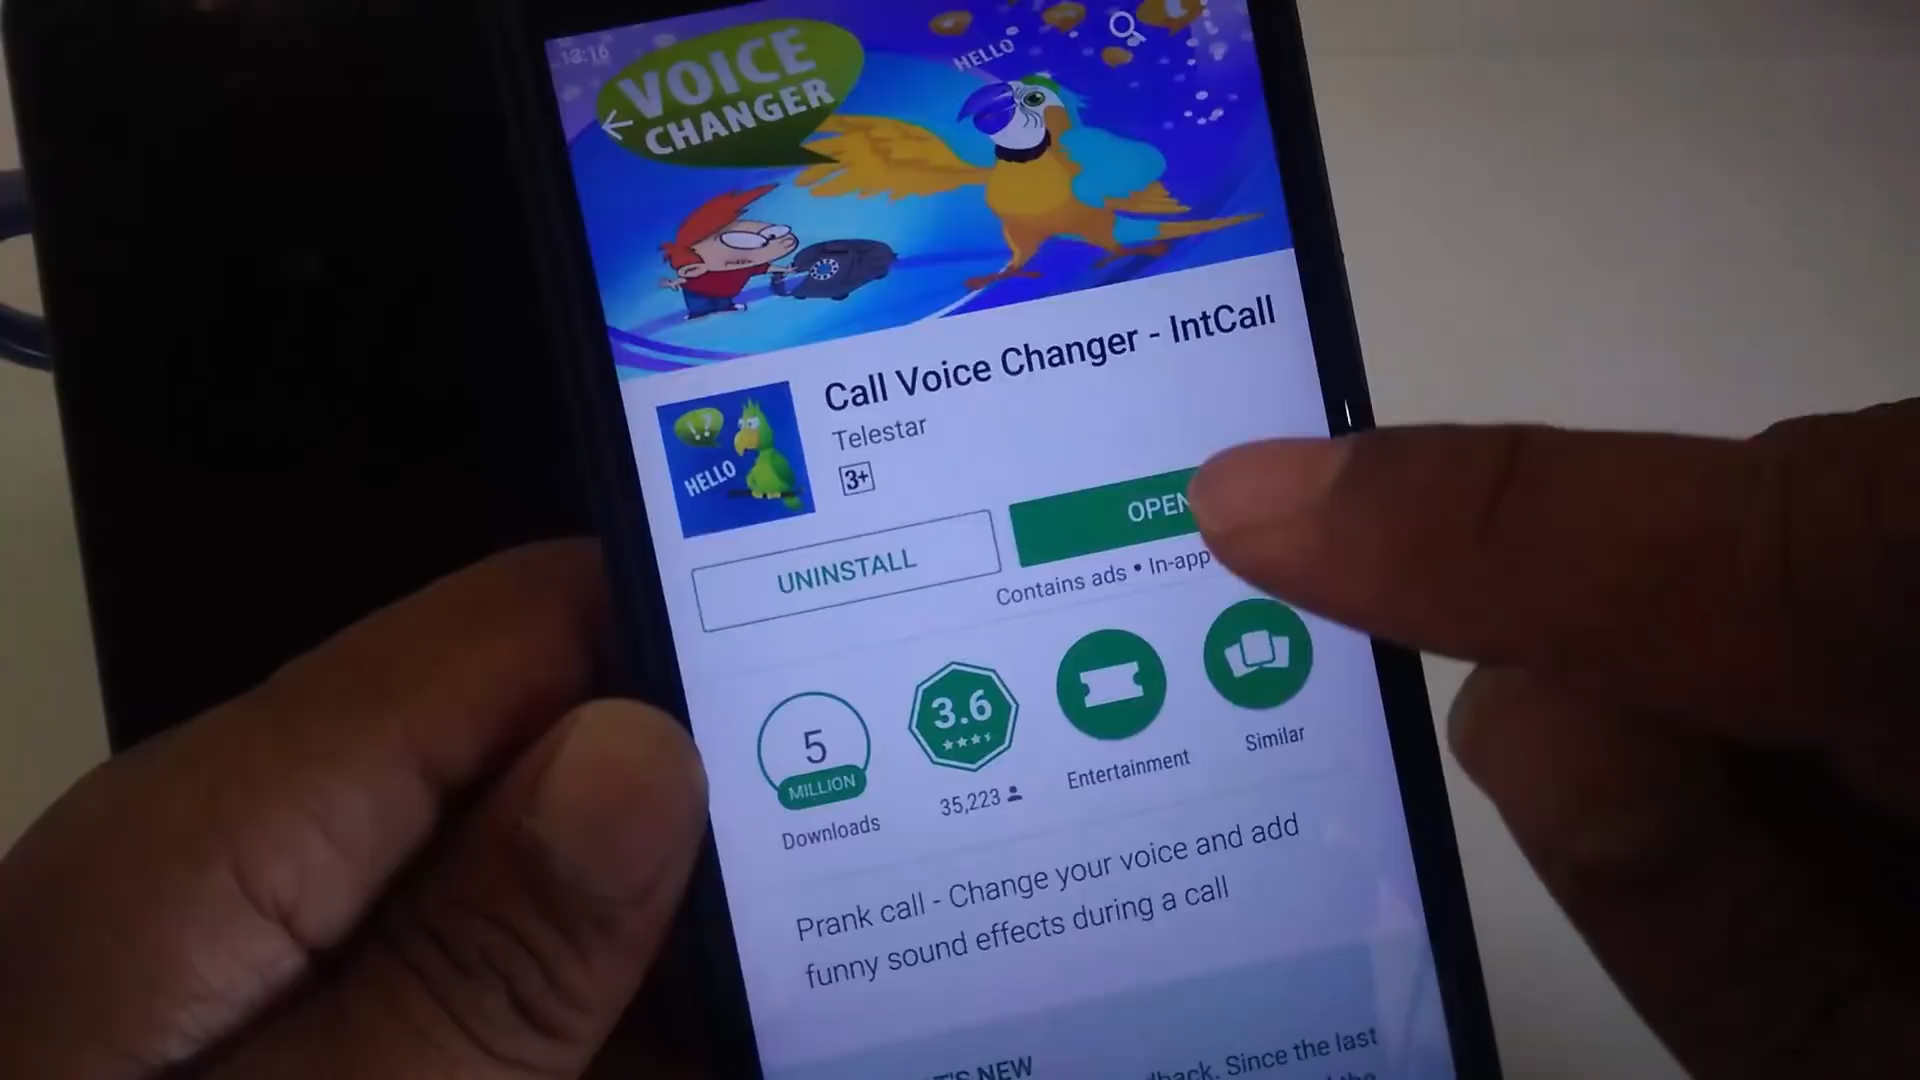 18:16
VOICE
CHANGER
HELLO
Call Voice Changer - IntCall
!?
HELLO
Telestar
3+
UNINSTALL
OPEN
Contains ads • In-app
5
MILLION
Downloads
3.6
35,223
Entertainment
Similar
Prank call - Change your voice and add
funny sound effects during a call
NEW
Since the last